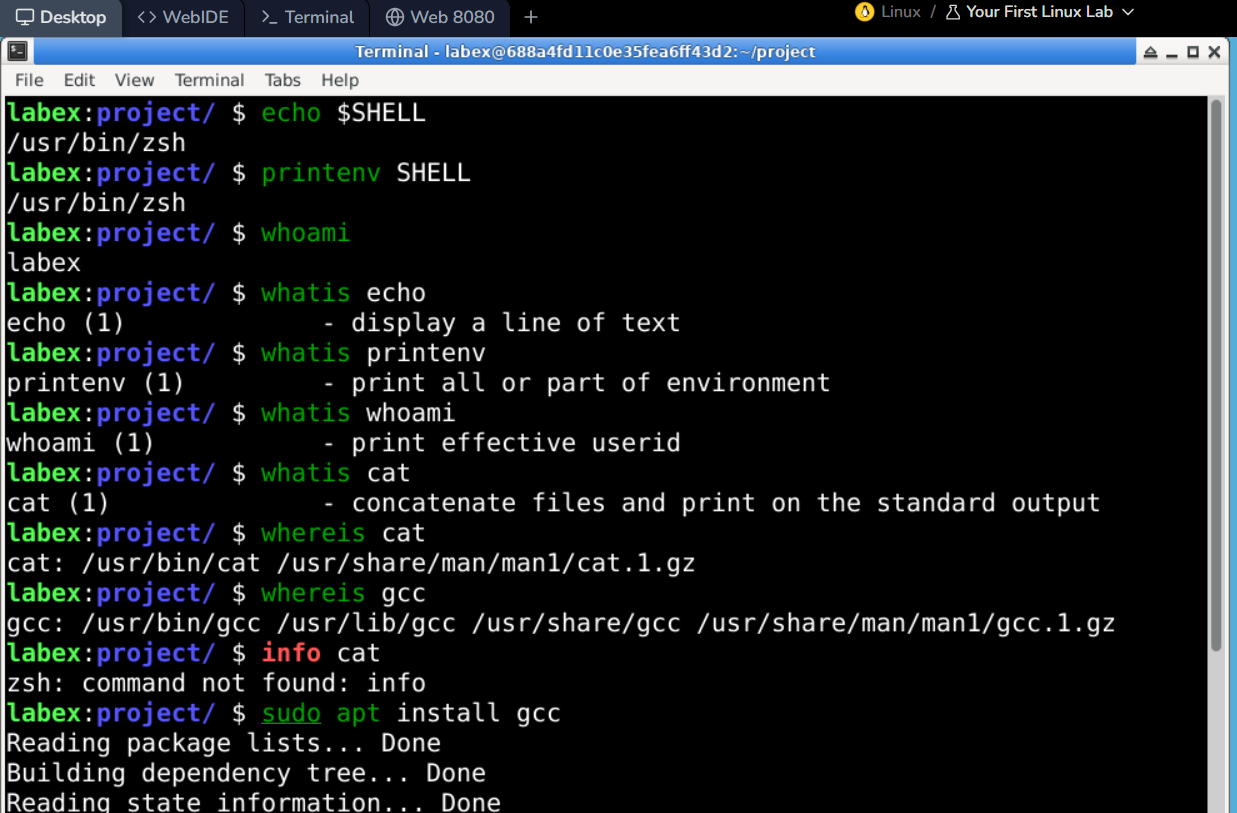 Desktop <> WebIDE >_ Terminal Web 8080 + Linux / Your First Linux Lab
Terminal - labex@688a4fd11c0e35fea6ff43d2:~/project
File Edit View Terminal Tabs Help
labex:project/ $ echo $SHELL
/usr/bin/zsh
labex:project/ $ printenv SHELL
/usr/bin/zsh
labex:project/ $ whoami
labex
labex:project/ $ whatis echo
echo (1)              - display a line of text
labex:project/ $ whatis printenv
printenv (1)         - print all or part of environment
labex:project/ $ whatis whoami
whoami (1)           - print effective userid
labex:project/ $ whatis cat
cat (1)              - concatenate files and print on the standard output
labex:project/ $ whereis cat
cat: /usr/bin/cat /usr/share/man/man1/cat.1.gz
labex:project/ $ whereis gcc
gcc: /usr/bin/gcc /usr/lib/gcc /usr/share/gcc /usr/share/man/man1/gcc.1.gz
labex:project/ $ info cat
zsh: command not found: info
labex:project/ $ sudo apt install gcc
Reading package lists... Done
Building dependency tree... Done
Reading state information... Done